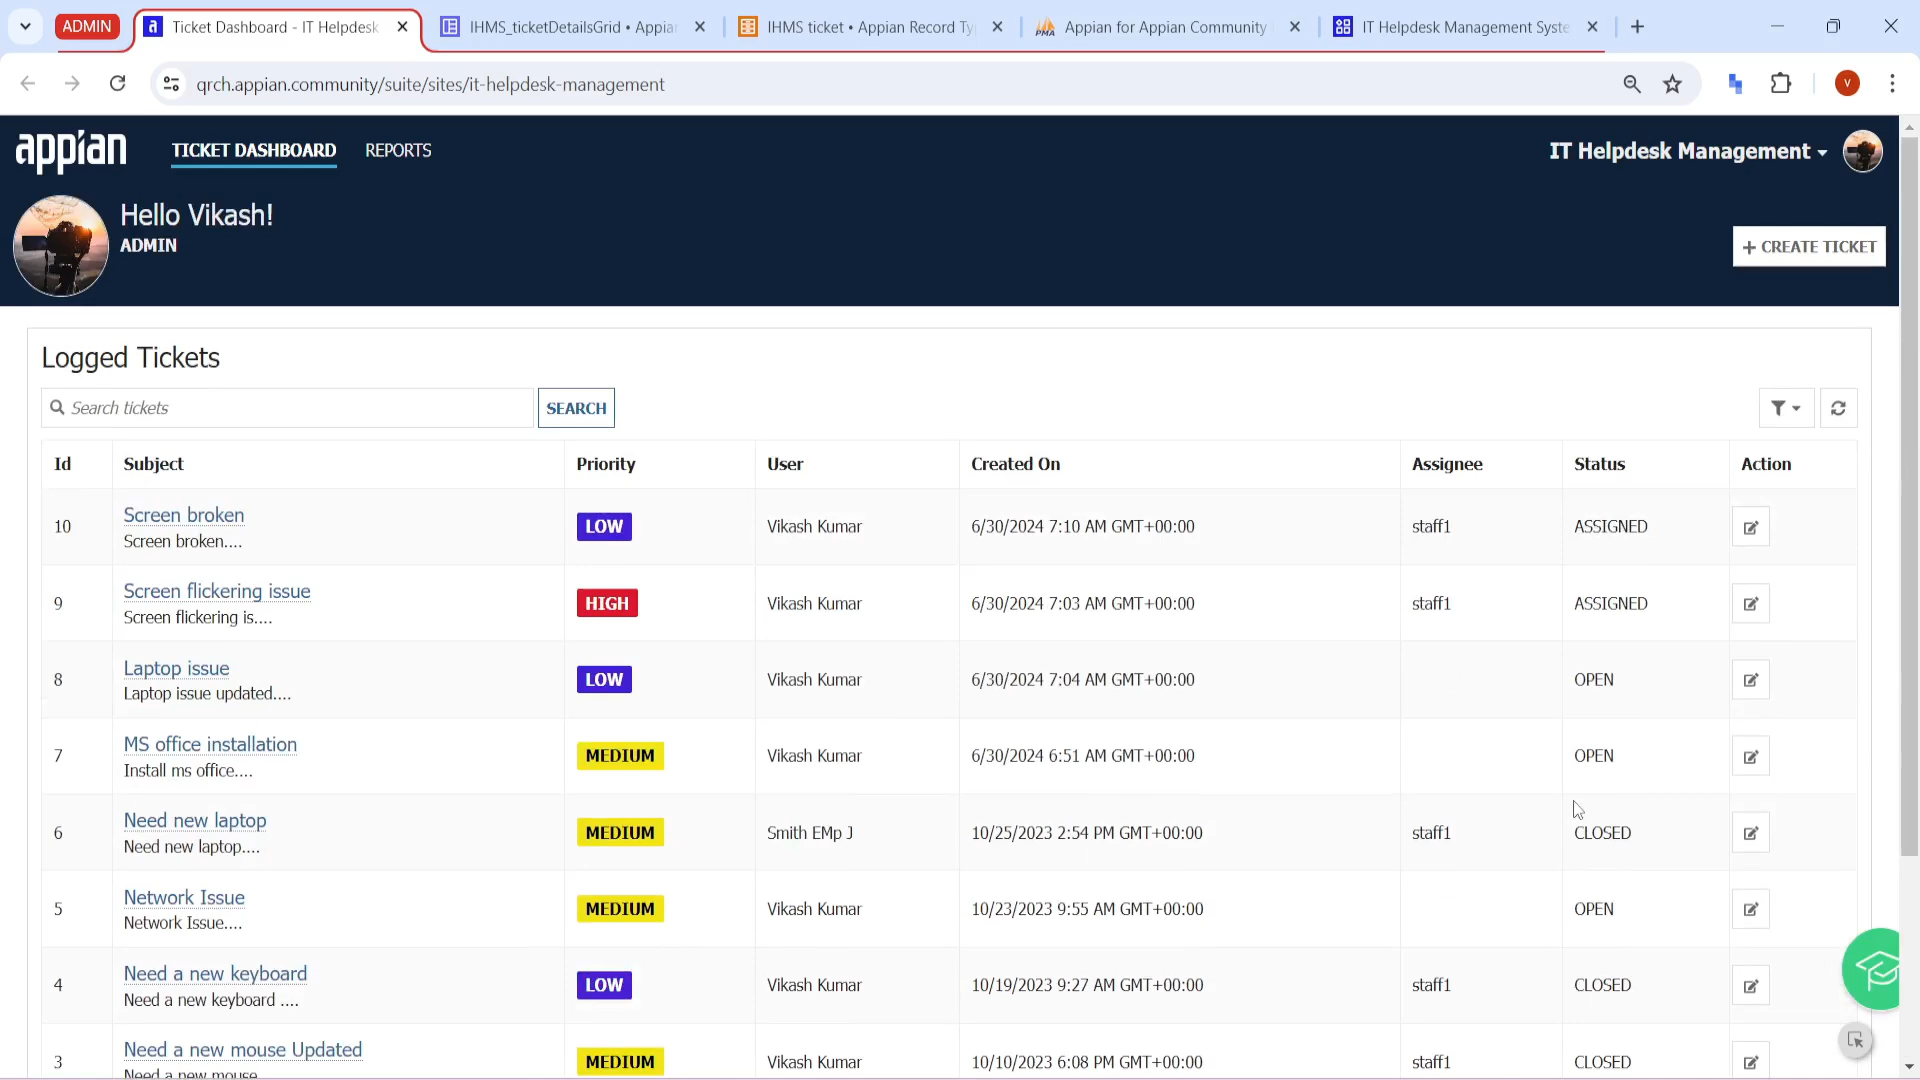 ADMIN
Ticket Dashboard - IT Helpdesk
IHMS_ticketDetailsGrid • Appian
IHMS ticket • Appian Record Ty
PMA
Appian for Appian Community
IT Helpdesk Management Syste
qrch.appian.community/suite/sites/it-helpdesk-management
V
appian
TICKET DASHBOARD
REPORTS
IT Helpdesk Management
Hello Vikash!
ADMIN
+ CREATE TICKET
Logged Tickets
Search tickets
SEARCH
Id Subject Priority User Created On Assignee Status Action
10 Screen broken LOW Vikash Kumar 6/30/2024 7:10 AM GMT+00:00 staff1 ASSIGNED
Screen broken....
9 Screen flickering issue HIGH Vikash Kumar 6/30/2024 7:03 AM GMT+00:00 staff1 ASSIGNED
Screen flickering is....
8 Laptop issue LOW Vikash Kumar 6/30/2024 7:04 AM GMT+00:00 OPEN
Laptop issue updated....
7 MS office installation MEDIUM Vikash Kumar 6/30/2024 6:51 AM GMT+00:00 OPEN
Install ms office....
6 Need new laptop MEDIUM Smith EMp J 10/25/2023 2:54 PM GMT+00:00 staff1 CLOSED
Need new laptop....
5 Network Issue MEDIUM Vikash Kumar 10/23/2023 9:55 AM GMT+00:00 OPEN
Network Issue....
4 Need a new keyboard LOW Vikash Kumar 10/19/2023 9:27 AM GMT+00:00 staff1 CLOSED
Need a new keyboard ....
3 Need a new mouse Updated MEDIUM Vikash Kumar 10/10/2023 6:08 PM GMT+00:00 staff1 CLOSED
Need a new mouse